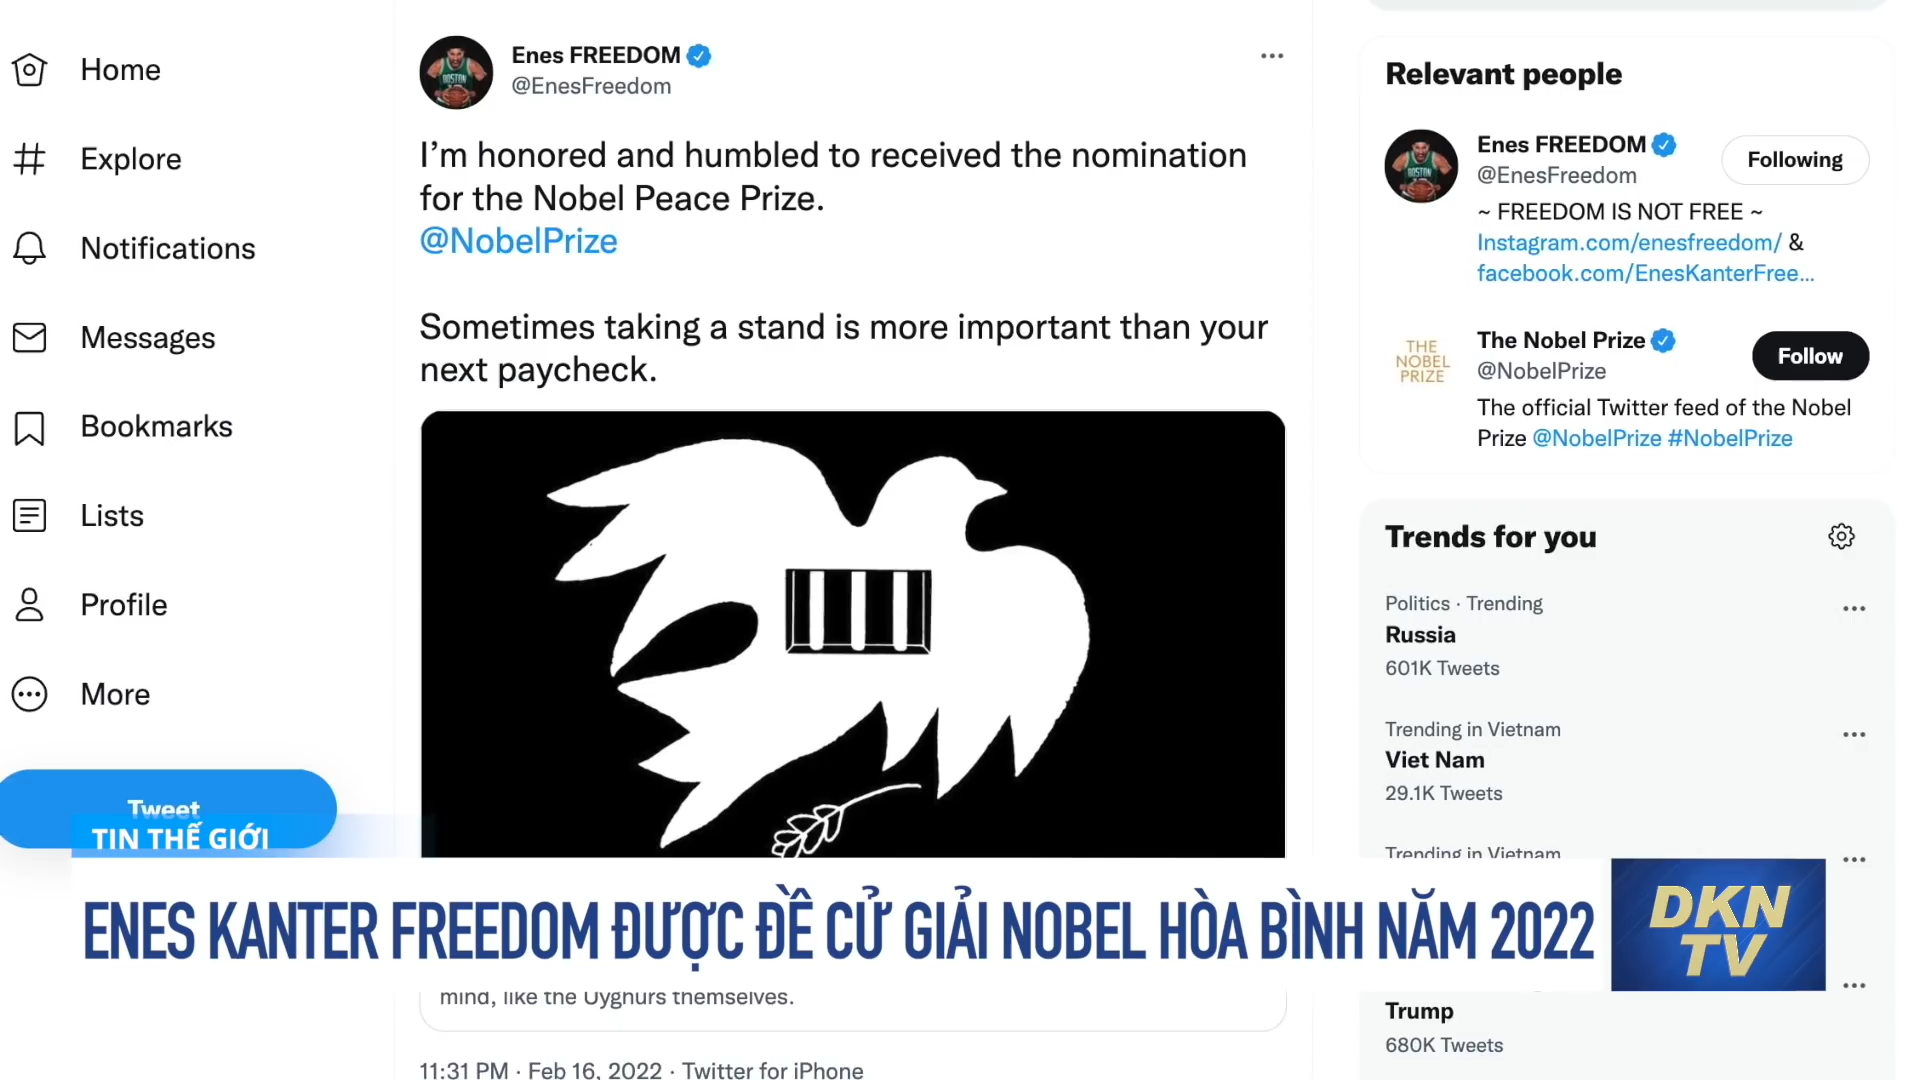 Home
Explore
Notifications
Messages
Bookmarks
Lists
Profile
More
Tweet
Enes FREEDOM
@EnesFreedom
I’m honored and humbled to received the nomination
for the Nobel Peace Prize.
@NobelPrize
Sometimes taking a stand is more important than your
next paycheck.
mind, like the Uyghurs themselves.
11:31 PM · Feb 16, 2022 · Twitter for iPhone
Relevant people
Enes FREEDOM
@EnesFreedom
Following
~ FREEDOM IS NOT FREE ~
Instagram.com/enesfreedom/ &
facebook.com/EnesKanterFree...
THE
NOBEL
PRIZE
The Nobel Prize
@NobelPrize
Follow
The official Twitter feed of the Nobel
Prize @NobelPrize #NobelPrize
Trends for you
Politics · Trending
Russia
601K Tweets
Trending in Vietnam
Viet Nam
29.1K Tweets
Trending in Vietnam
Trump
680K Tweets
TIN THẾ GIỚI
ENES KANTER FREEDOM ĐƯỢC ĐỀ CỬ GIẢI NOBEL HÒA BÌNH NĂM 2022
DKN
TV
BOSTON